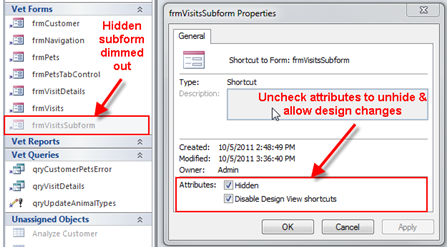 Vet Forms
frmCustomer
frmNavigation
frmPets
frmPetsTabControl
frmVisitDetails
frmVisits
frmVisitsSubform
Vet Reports
Vet Queries
qryCustomerPetsError
qryVisitDetails
qryUpdateAnimalTypes
Unassigned Objects
Analyze Customer
Hidden
subform
dimmed
out
frmVisitsSubform Properties
General
Shortcut to Form: frmVisitsSubform
Type: Shortcut
Description:
Uncheck attributes to unhide &
allow design changes
Created: 10/5/2011 2:48:49 PM
Modified: 10/5/2011 3:36:40 PM
Owner: Admin
Attributes: Hidden
Disable Design View shortcuts
OK Cancel Apply